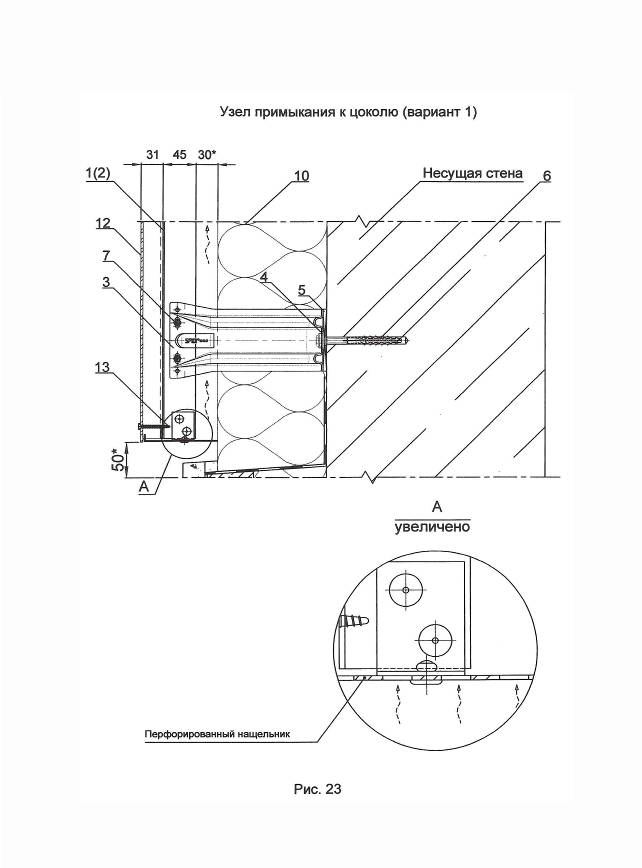 Узел примыкания к цоколю (вариант 1)
31 45 30*
1(2) 10 Несущая стена 6
12
7
3
4
5
13
50*
А
А
увеличено
Перфорированный нащельник
Рис. 23